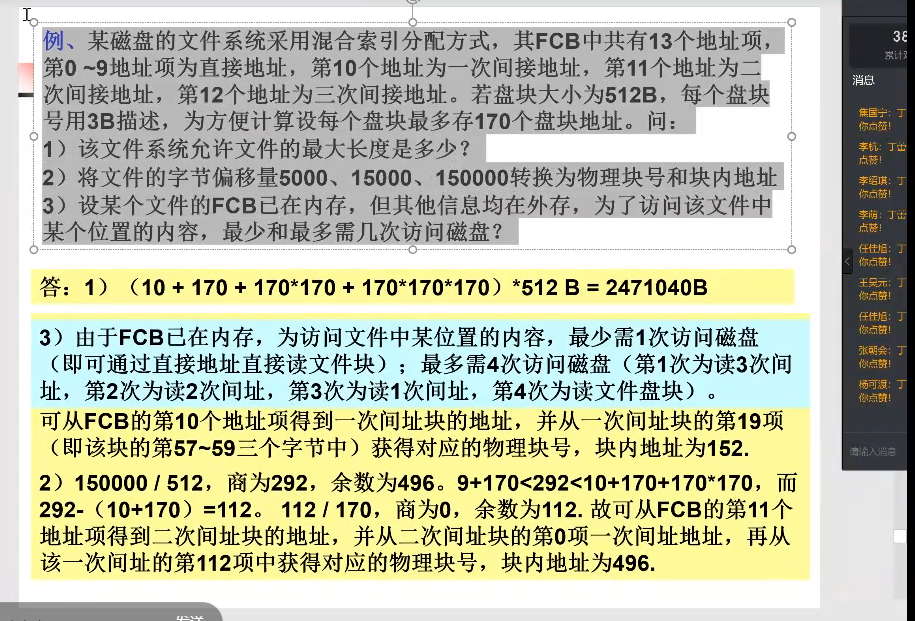 例、某磁盘的文件系统采用混合索引分配方式，其FCB中共有13个地址项，
第0 ~9地址项为直接地址，第10个地址为一次间接地址，第11个地址为二
次间接地址，第12个地址为三次间接地址。若盘块大小为512B，每个盘块
号用3B描述，为方便计算设每个盘块最多存170个盘块地址。问：
1）该文件系统允许文件的最大长度是多少？
2）将文件的字节偏移量5000、15000、150000转换为物理块号和块内地址
3）设某个文件的FCB已在内存，但其他信息均在外存，为了访问该文件中
某个位置的内容，最少和最多需几次访问磁盘？
答：1）（10 + 170 + 170*170 + 170*170*170）*512 B = 2471040B
3）由于FCB已在内存，为访问文件中某位置的内容，最少需1次访问磁盘
（即可通过直接地址直接读文件块）；最多需4次访问磁盘（第1次为读3次间
址，第2次为读2次间址，第3次为读1次间址，第4次为读文件盘块）。
可从FCB的第10个地址项得到一次间址块的地址，并从一次间址块的第19项
（即该块的第57~59三个字节中）获得对应的物理块号，块内地址为152.
2）150000 / 512，商为292，余数为496。9+170<292<10+170+170*170，而
292-（10+170）=112。 112 / 170，商为0，余数为112. 故可从FCB的第11个
地址项得到二次间址块的地址，并从二次间址块的第0项一次间址地址，再从
该一次间址的第112项中获得对应的物理块号，块内地址为496.
38
累计
消息
焦国宁：丁
你点赞！
李杭：丁蕾
点赞！
李绍琪：丁
你点赞！
李萌：丁蕾
点赞！
任佳旭：丁
你点赞！
王昊元：丁
你点赞！
任佳旭：丁
你点赞！
张朝会：丁
你点赞！
杨可渡：丁
你点赞！
请输入消息
发送